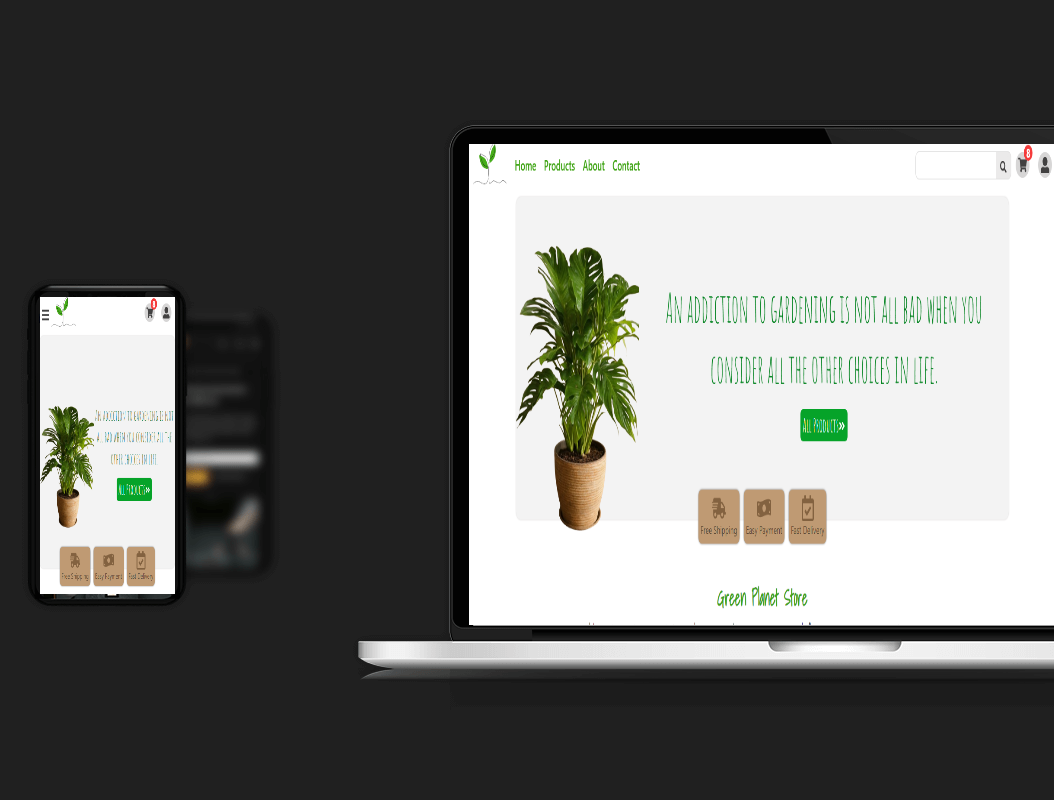 Home Products About Contact
8
An addiction to gardening is not all bad when you
consider all the other choices in life.
All Products»
Free Shipping Easy Payment Fast Delivery
Green Planet Store
An addiction to gardening is not
all bad when you consider all the
other choices in life.
All Products»
Free Shipping Easy Payment Fast Delivery